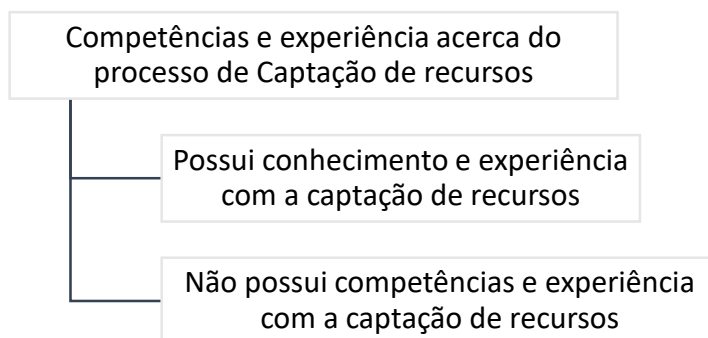 Competências e experiência acerca do
processo de Captação de recursos
Possui conhecimento e experiência
com a captação de recursos
Não possui competências e experiência
com a captação de recursos